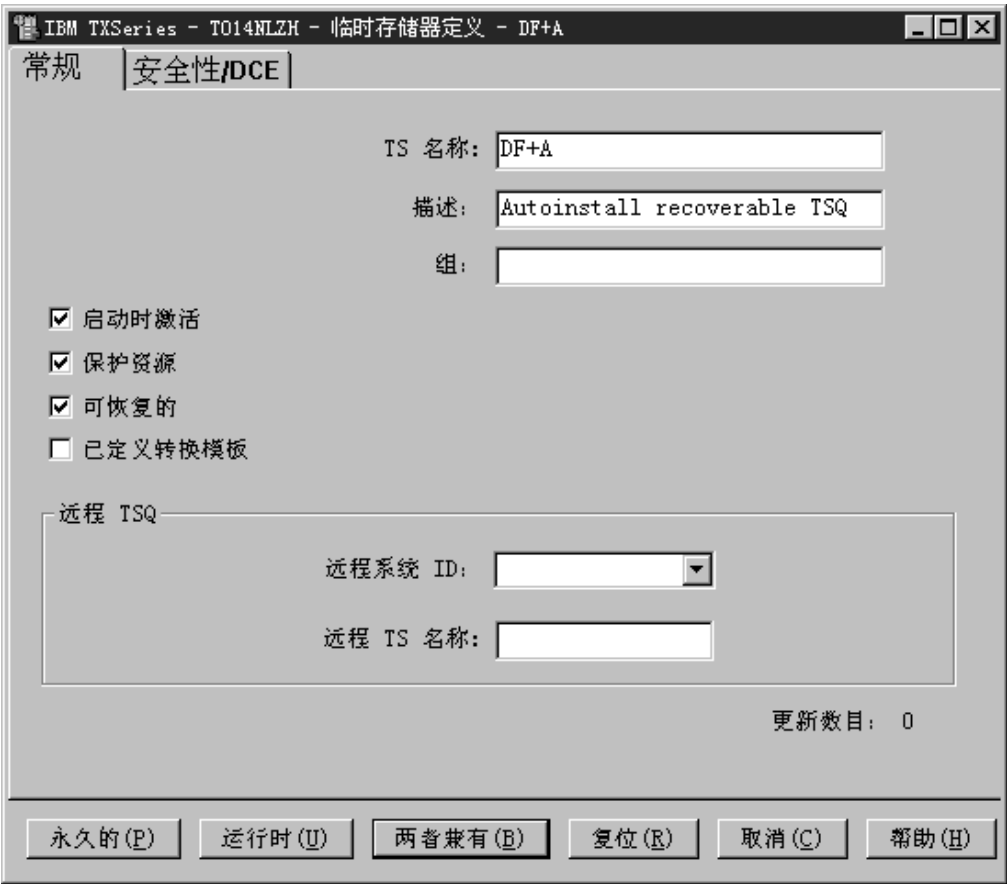 IBM TXSeries - TO14NLZH - 临时存储器定义 - DF+A
常规 安全性/DCE
TS 名称: DF+A
描述: Autoinstall recoverable TSQ
组:
启动时激活
保护资源
可恢复的
已定义转换模板
远程 TSQ
远程系统 ID:
远程 TS 名称:
更新数目: 0
永久的(P) 运行时(U) 两者兼有(B) 复位(R) 取消(C) 帮助(H)